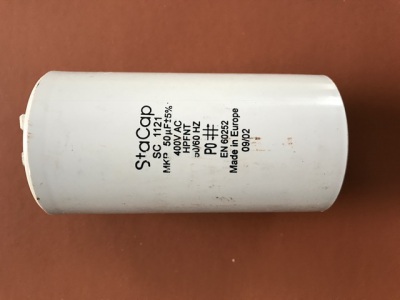 StaCap
SC 1121
MKP 50µF±5%
400V AC
HPFNT
50/60 HZ
P0
EN 60252
Made in Europe
09/02